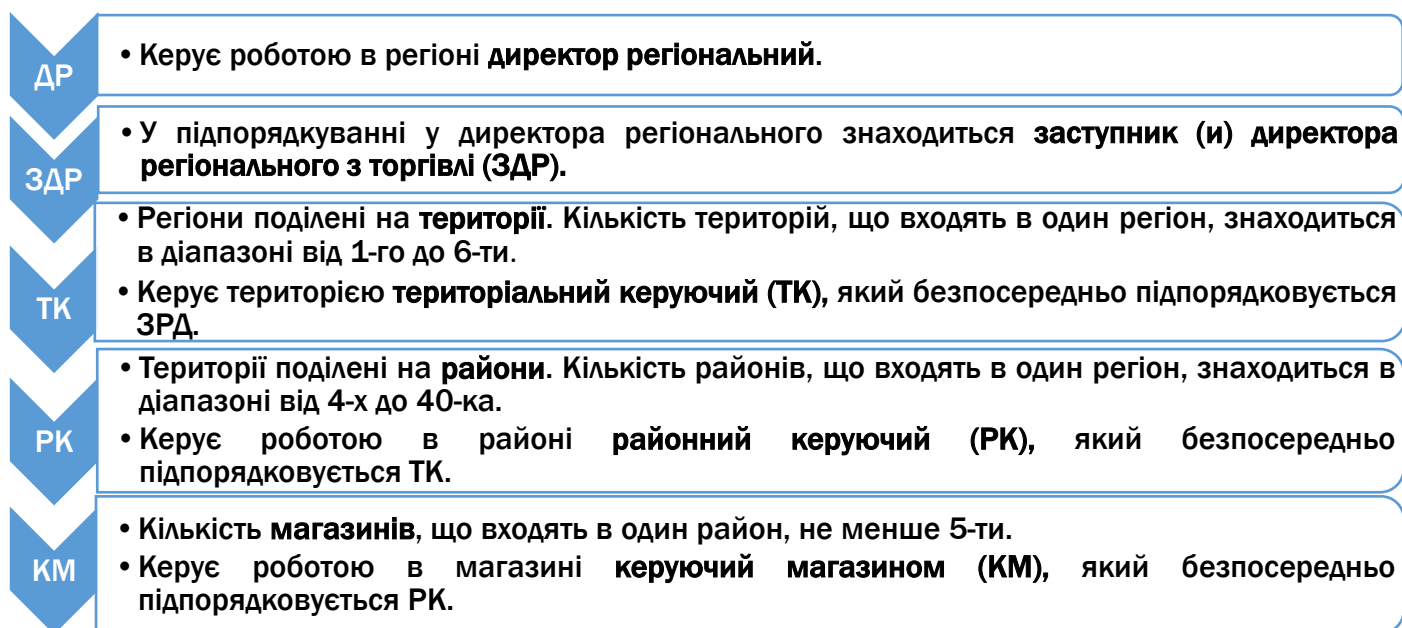 ДР
• Керує роботою в регіоні директор регіональний.
ЗДР
• У підпорядкуванні у директора регіонального знаходиться заступник (и) директора
регіонального з торгівлі (ЗДР).
ТК
• Регіони поділені на території. Кількість територій, що входять в один регіон, знаходиться
в діапазоні від 1-го до 6-ти.
• Керує територією територіальний керуючий (ТК), який безпосередньо підпорядковується
ЗРД.
РК
• Території поділені на райони. Кількість районів, що входять в один регіон, знаходиться в
діапазоні від 4-х до 40-ка.
• Керує роботою в районі районний керуючий (РК), який безпосередньо
підпорядковується ТК.
КМ
• Кількість магазинів, що входять в один район, не менше 5-ти.
• Керує роботою в магазині керуючий магазином (КМ), який безпосередньо
підпорядковується РК.